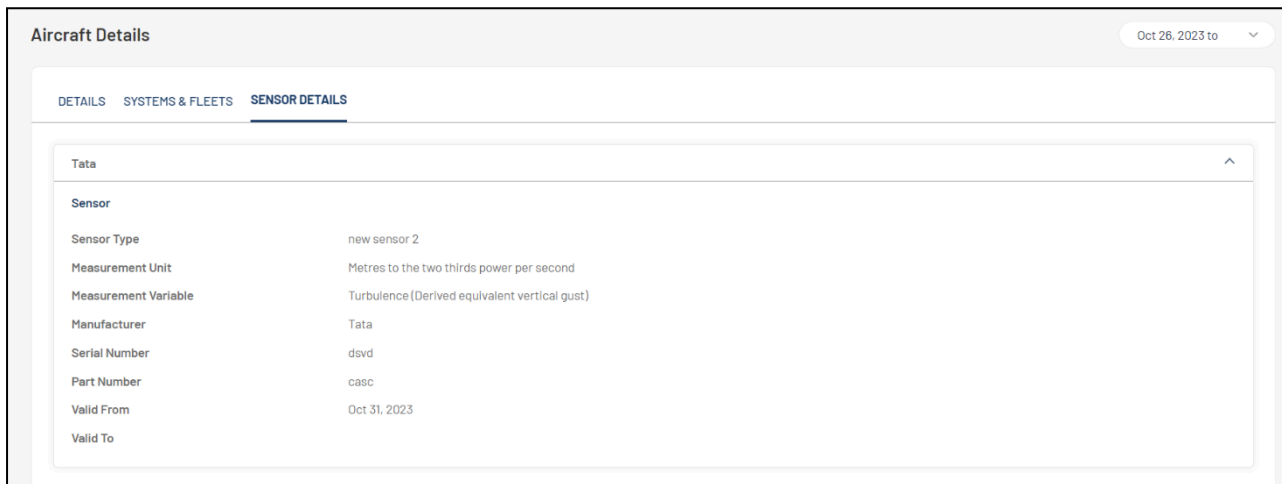 Aircraft Details
Oct 26, 2023 to
DETAILS SYSTEMS & FLEETS SENSOR DETAILS
Tata
Sensor
Sensor Type new sensor 2
Measurement Unit Metres to the two thirds power per second
Measurement Variable Turbulence (Derived equivalent vertical gust)
Manufacturer Tata
Serial Number dsvd
Part Number casc
Valid From Oct 31, 2023
Valid To